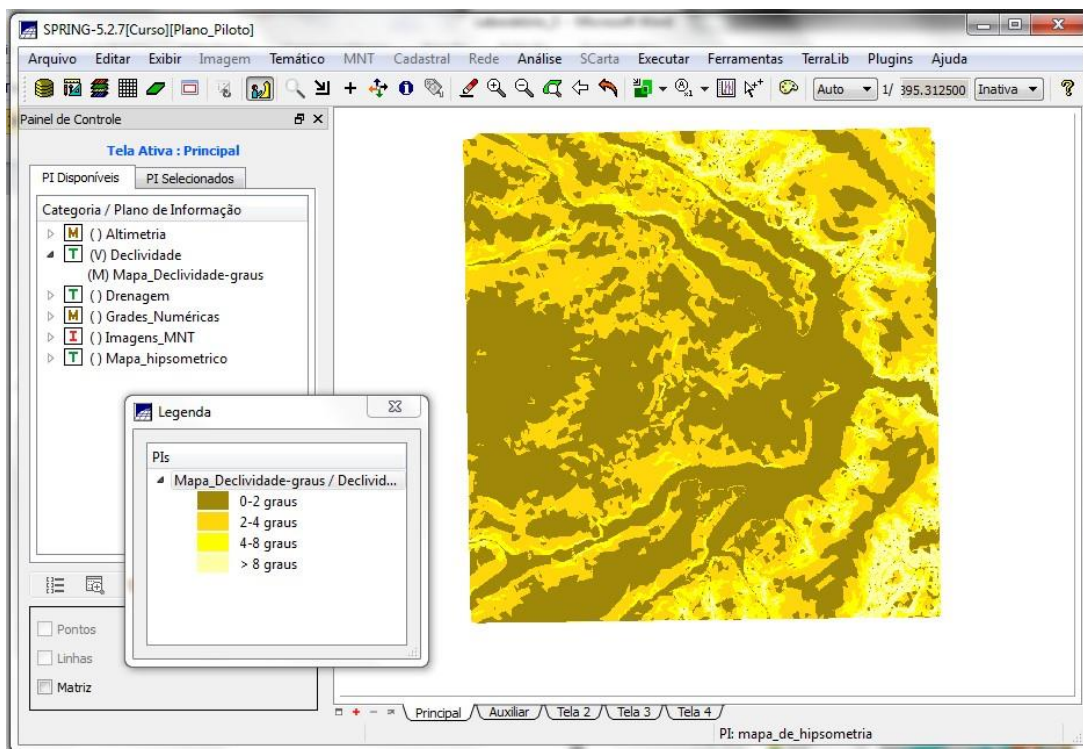 SPRING-5.2.7[Curso][Plano_Piloto]
Arquivo Editar Exibir Imagem Temático MNT Cadastral Rede Análise SCarta Executar Ferramentas TerraLib Plugins Ajuda
Auto 1/ 395.312500 Inativa
Painel de Controle
Tela Ativa : Principal
PI Disponíveis PI Selecionados
Categoria / Plano de Informação
M ( ) Altimetria
T (V) Declividade
(M) Mapa_Declividade-graus
T ( ) Drenagem
M ( ) Grades_Numéricas
I ( ) Imagens_MNT
T ( ) Mapa_hipsometrico
Legenda
PIs
Mapa_Declividade-graus / Declivid...
0-2 graus
2-4 graus
4-8 graus
> 8 graus
Pontos
Linhas
Matriz
Principal Auxiliar Tela 2 Tela 3 Tela 4
PI: mapa_de_hipsometria